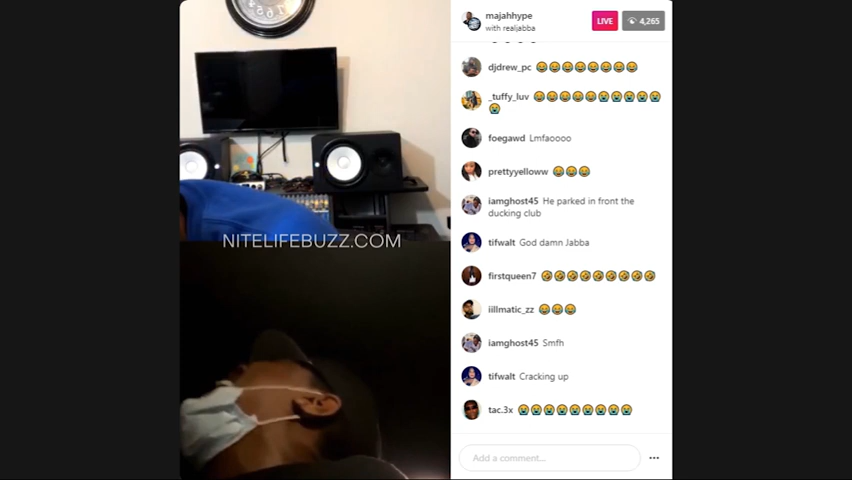 majahhype
with realjabba
LIVE
4,265
djdrew_pc 😂😂😂😂😂😂😂😂
_tuffy_luv 😂😂😂😂😂😭😭😭😭😭
😭
foegawd Lmfaoooo
prettyyelloww 😂😂😂
iamghost45 He parked in front the
ducking club
tifwalt God damn Jabba
firstqueen7 🤣🤣🤣🤣🤣🤣🤣🤣🤣
iillmatic_zz 😂😂😂
iamghost45 Smfh
tifwalt Cracking up
tac.3x 😭😭😭😭😭😭😭😭😭
Add a comment...
NITELIFEBUZZ.COM